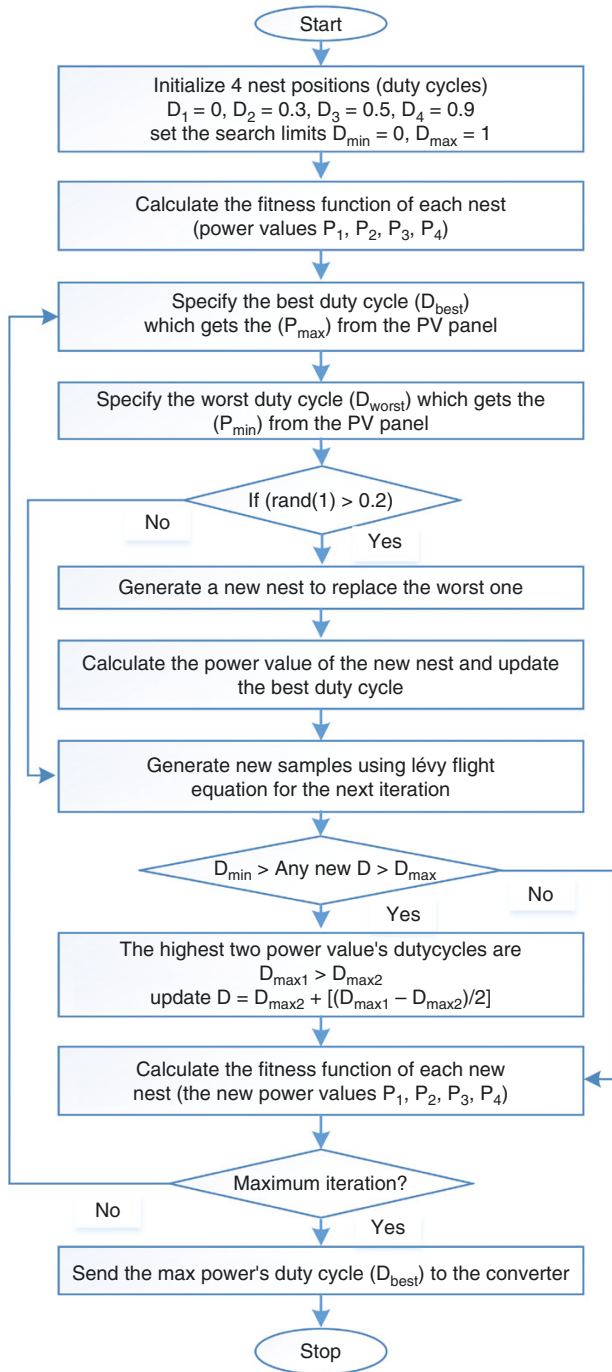 Start
Initialize 4 nest positions (duty cycles)
D₁ = 0, D₂ = 0.3, D₃ = 0.5, D₄ = 0.9
set the search limits Dmin = 0, Dmax = 1
Calculate the fitness function of each nest
(power values P₁, P₂, P₃, P₄)
Specify the best duty cycle (Dbest)
which gets the (Pmax) from the PV panel
Specify the worst duty cycle (Dworst) which gets the
(Pmin) from the PV panel
If (rand(1) > 0.2)
No
Yes
Generate a new nest to replace the worst one
Calculate the power value of the new nest and update
the best duty cycle
Generate new samples using lévy flight
equation for the next iteration
Dmin > Any new D > Dmax
No
Yes
The highest two power value's dutycycles are
Dmax1 > Dmax2
update D = Dmax2 + [(Dmax1 – Dmax2)/2]
Calculate the fitness function of each new
nest (the new power values P₁, P₂, P₃, P₄)
Maximum iteration?
No
Yes
Send the max power's duty cycle (Dbest) to the converter
Stop